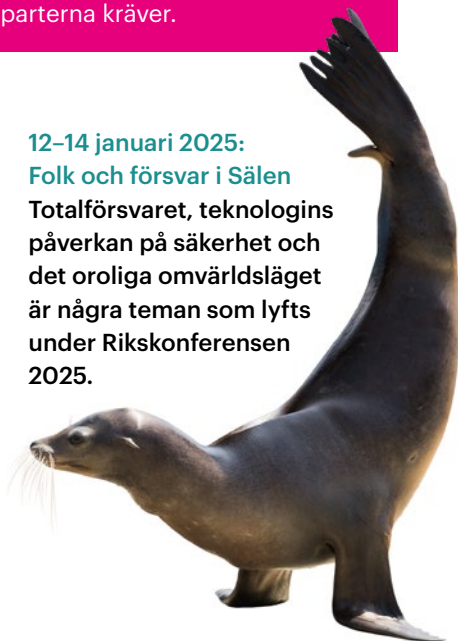 parterna kräver.
12–14 januari 2025:
Folk och försvar i Sälen
Totalförsvaret, teknologins
påverkan på säkerhet och
det oroliga omvärldsläget
är några teman som lyfts
under Rikskonferensen
2025.